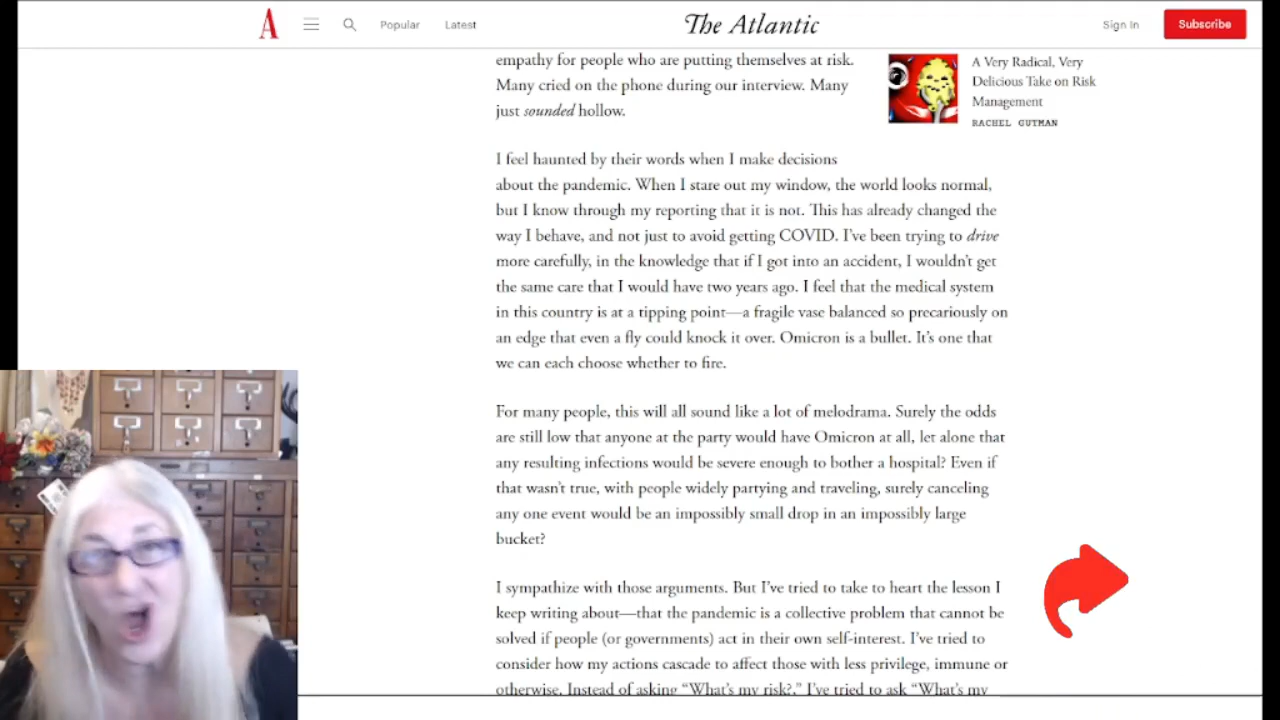 A
Popular
Latest
The Atlantic
Sign In
Subscribe
empathy for people who are putting themselves at risk.
Many cried on the phone during our interview. Many
just sounded hollow.
A Very Radical, Very
Delicious Take on Risk
Management
RACHEL GUTMAN
I feel haunted by their words when I make decisions
about the pandemic. When I stare out my window, the world looks normal,
but I know through my reporting that it is not. This has already changed the
way I behave, and not just to avoid getting COVID. I’ve been trying to drive
more carefully, in the knowledge that if I got into an accident, I wouldn’t get
the same care that I would have two years ago. I feel that the medical system
in this country is at a tipping point—a fragile vase balanced so precariously on
an edge that even a fly could knock it over. Omicron is a bullet. It’s one that
we can each choose whether to fire.
For many people, this will all sound like a lot of melodrama. Surely the odds
are still low that anyone at the party would have Omicron at all, let alone that
any resulting infections would be severe enough to bother a hospital? Even if
that wasn’t true, with people widely partying and traveling, surely canceling
any one event would be an impossibly small drop in an impossibly large
bucket?
I sympathize with those arguments. But I’ve tried to take to heart the lesson I
keep writing about—that the pandemic is a collective problem that cannot be
solved if people (or governments) act in their own self-interest. I’ve tried to
consider how my actions cascade to affect those with less privilege, immune or
otherwise. Instead of asking “What’s my risk?,” I’ve tried to ask “What’s my